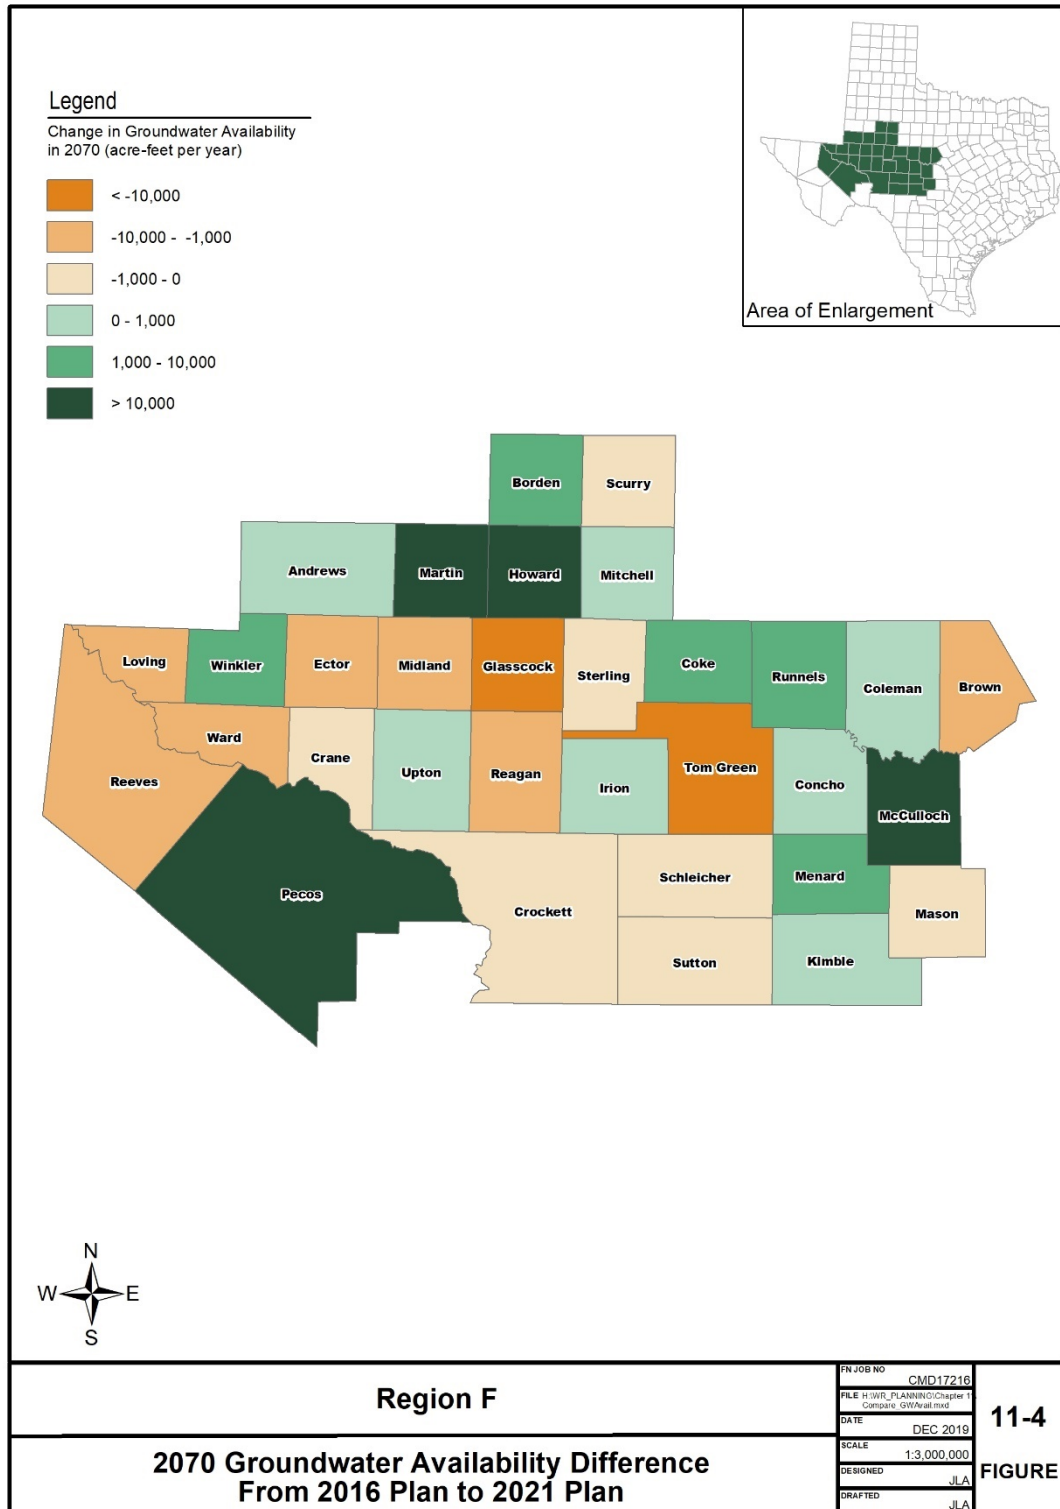 Legend
Change in Groundwater Availability
in 2070 (acre-feet per year)
< -10,000
-10,000 - -1,000
-1,000 - 0
0 - 1,000
1,000 - 10,000
> 10,000
Area of Enlargement
Borden
Scurry
Andrews
Martin
Howard
Mitchell
Loving
Winkler
Ector
Midland
Glasscock
Sterling
Coke
Runnels
Coleman
Brown
Reeves
Ward
Crane
Upton
Reagan
Irion
Tom Green
Concho
McCulloch
Pecos
Crockett
Schleicher
Menard
Mason
Sutton
Kimble
N
W
E
S
Region F
2070 Groundwater Availability Difference
From 2016 Plan to 2021 Plan
FN JOB NO
CMD17216
FILE H:\WR_PLANNING\Chapter 11\
Compare_GWAvail.mxd
DATE
DEC 2019
SCALE
1:3,000,000
DESIGNED
JLA
DRAFTED
JLA
11-4
FIGURE